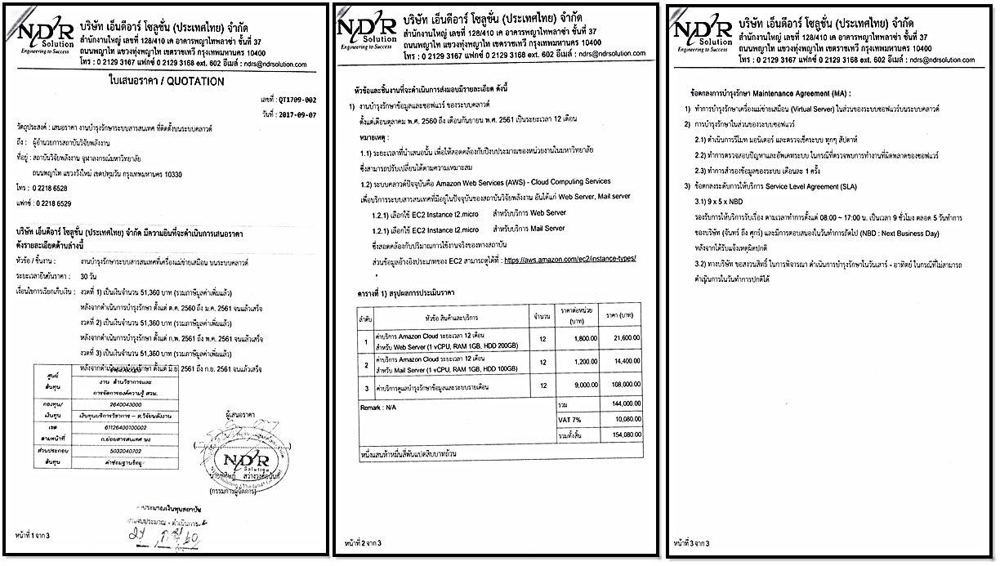 NDR
Solution
Engineering to Success
บริษัท เอ็นดีอาร์ โซลูชั่น (ประเทศไทย) จำกัด
สำนักงานใหญ่ เลขที่ 128/410 เค อาคารพญาไทพลาซ่า ชั้นที่ 37
ถนนพญาไท แขวงทุ่งพญาไท เขตราชเทวี กรุงเทพมหานคร 10400
โทร : 0 2129 3167 แฟกซ์ 0 2129 3168 ext. 602 อีเมล์ : ndrs@ndrsolution.com
ใบเสนอราคา / QUOTATION
เลขที่ : QT1709-002
วันที่ : 2017-09-07
วัตถุประสงค์ : เสนอราคา งานบำรุงรักษาระบบสารสนเทศ ที่ติดตั้งบนระบบคลาวด์
ถึง : ผู้อำนวยการสถาบันวิจัยพลังงาน
ที่อยู่ : สถาบันวิจัยพลังงาน จุฬาลงกรณ์มหาวิทยาลัย
ถนนพญาไท แขวงวังใหม่ เขตปทุมวัน กรุงเทพมหานคร 10330
โทร : 0 2218 6528
แฟกซ์ : 0 2218 6529
บริษัท เอ็นดีอาร์ โซลูชั่น (ประเทศไทย) จำกัด มีความยินที่จะดำเนินการเสนอราคา
ดังรายละเอียดด้านล่างนี้
หัวข้อ / ชิ้นงาน : งานบำรุงรักษาระบบสารสนเทศที่เครื่องแม่ข่ายเสมือน บนระบบคลาวด์
ระยะเวลายืนยันราคา : 30 วัน
เงื่อนไขการเรียกเก็บเงิน : งวดที่ 1) เป็นเงินจำนวน 51,360 บาท (รวมภาษีมูลค่าเพิ่มแล้ว)
หลังจากดำเนินการบำรุงรักษา ตั้งแต่ ต.ค. 2560 ถึง ม.ค. 2561 จนแล้วเสร็จ
งวดที่ 2) เป็นเงินจำนวน 51,360 บาท (รวมภาษีมูลค่าเพิ่มแล้ว)
หลังจากดำเนินการบำรุงรักษา ตั้งแต่ ก.พ. 2561 ถึง พ.ค. 2561 จนแล้วเสร็จ
งวดที่ 3) เป็นเงินจำนวน 51,360 บาท (รวมภาษีมูลค่าเพิ่มแล้ว)
หลังจากดำเนินการบำรุงรักษา ตั้งแต่ มิ.ย. 2561 ถึง ก.ย. 2561 จนแล้วเสร็จ
ศูนย์ต้นทุน งาน ด้านวิชาการและ
การจัดการองค์ความรู้ สวพ.
กองทุน/ 2640043000
เงินทุน เงินทุนบริการวิชาการ – ส.วิจัยพลังงาน
เขต 61126400100002
ตามหน้าที่ ก.ย่อยสารสนเทศ พง
ส่วนประกอบ 5032040702
ต้นทุน ค่าซ่อมฐานข้อมู
ผู้เสนอราคา
NDR
Solution
(กรรมการผู้จัดการ)
ประมาณเงินทุนสถาบัน
หน้าที่ 1 จาก 3
NDR
Solution
Engineering to Success
บริษัท เอ็นดีอาร์ โซลูชั่น (ประเทศไทย) จำกัด
สำนักงานใหญ่ เลขที่ 128/410 เค อาคารพญาไทพลาซ่า ชั้นที่ 37
ถนนพญาไท แขวงทุ่งพญาไท เขตราชเทวี กรุงเทพมหานคร 10400
โทร : 0 2129 3167 แฟกซ์ 0 2129 3168 ext. 602 อีเมล์ : ndrs@ndrsolution.com
หัวข้อและชิ้นงานที่จะดำเนินการส่งมอบมีรายละเอียด ดังนี้
1) งานบำรุงรักษาข้อมูลและซอฟแวร์ ของระบบคลาวด์
ตั้งแต่เดือนตุลาคม พ.ศ. 2560 ถึง เดือนกันยายน พ.ศ. 2561 เป็นระยะเวลา 12 เดือน
หมายเหตุ :
1.1) ระยะเวลาที่นำเสนอนั้น เพื่อให้สอดคล้องกับปีงบประมาณของหน่วยงานในมหาวิทยาลัย
ซึ่งสามารถปรับเปลี่ยนได้ตามความเหมาะสม
1.2) ระบบคลาวด์ปัจจุบันคือ Amazon Web Services (AWS) - Cloud Computing Services
เพื่อบริการระบบสารสนเทศที่มีอยู่ในปัจจุบันของสถาบันวิจัยพลังงาน อันได้แก่ Web Server, Mail server
1.2.1) เลือกใช้ EC2 Instance t2.micro สำหรับบริการ Web Server
1.2.1) เลือกใช้ EC2 Instance t2.micro สำหรับบริการ Mail Server
ซึ่งสอดคล้องกับปริมาณการใช้งานจริงของทางสถาบัน
ส่วนข้อมูลอ้างอิงประเภทของ EC2 สามารถดูได้ที่ : https://aws.amazon.com/ec2/instance-types/
ตารางที่ 1) สรุปผลการประเมินราคา
ลำดับ หัวข้อ สินค้าและบริการ จำนวน ราคาต่อหน่วย (บาท) ราคา (บาท)
1 ค่าบริการ Amazon Cloud ระยะเวลา 12 เดือน 12 1,800.00 21,600.00
สำหรับ Web Server (1 vCPU, RAM 1GB, HDD 200GB)
2 ค่าบริการ Amazon Cloud ระยะเวลา 12 เดือน 12 1,200.00 14,400.00
สำหรับ Mail Server (1 vCPU, RAM 1GB, HDD 100GB)
3 ค่าบริการดูแลบำรุงรักษาข้อมูลและระบบรายเดือน 12 9,000.00 108,000.00
Remark : N/A รวม 144,000.00
VAT 7% 10,080.00
รวมทั้งสิ้น 154,080.00
หนึ่งแสนห้าหมื่นสี่พันแปดสิบบาทถ้วน
หน้าที่ 2 จาก 3
NDR
Solution
Engineering to Success
บริษัท เอ็นดีอาร์ โซลูชั่น (ประเทศไทย) จำกัด
สำนักงานใหญ่ เลขที่ 128/410 เค อาคารพญาไทพลาซ่า ชั้นที่ 37
ถนนพญาไท แขวงทุ่งพญาไท เขตราชเทวี กรุงเทพมหานคร 10400
โทร : 0 2129 3167 แฟกซ์ 0 2129 3168 ext. 602 อีเมล์ : ndrs@ndrsolution.com
ข้อตกลงการบำรุงรักษา Maintenance Agreement (MA) :
1) ทำการบำรุงรักษาเครื่องแม่ข่ายเสมือน (Virtual Server) ในส่วนของระบบซอฟแวร์บนระบบคลาวด์
2) การบำรุงรักษาในส่วนของระบบซอฟแวร์
2.1) ดำเนินการรีโมท มอนิเตอร์ และตรวจเช็คระบบ ทุกๆ สัปดาห์
2.2) ทำการตรวจสอบปัญหาและอัพเดทระบบ ในกรณีที่ตรวจพบการทำงานที่ผิดพลาดของซอฟแวร์
2.3) ทำการสำรองข้อมูลของระบบ เดือนละ 1 ครั้ง
3) ข้อตกลงระดับการให้บริการ Service Level Agreement (SLA)
3.1) 9 x 5 x NBD
รองรับการให้บริการรับเรื่อง ตามเวลาทำการตั้งแต่ 08:00 ~ 17:00 น. เป็นเวลา 9 ชั่วโมง ตลอด 5 วันทำการ
ของบริษัท (จันทร์ ถึง ศุกร์) และมีการตอบสนองในวันทำการถัดไป (NBD : Next Business Day)
หลังจากได้รับแจ้งเหตุผิดปกติ
3.2) ทางบริษัท ขอสงวนสิทธิ์ ในการพิจารณา ดำเนินการบำรุงรักษาในวันเสาร์ - อาทิตย์ ในกรณีที่ไม่สามารถ
ดำเนินการในวันทำการปกติได้
หน้าที่ 3 จาก 3